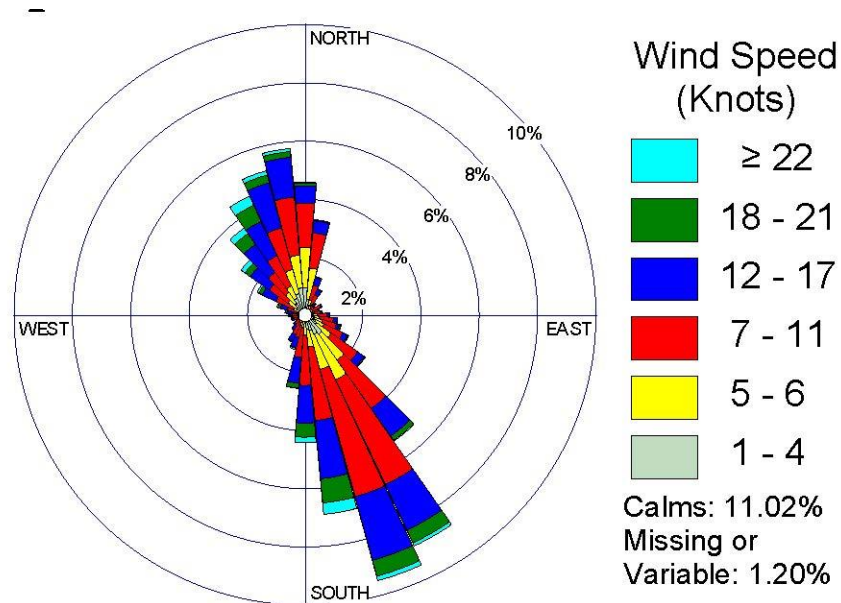 NORTH
10%
8%
6%
4%
2%
WEST
EAST
SOUTH
Wind Speed
(Knots)
≥ 22
18 - 21
12 - 17
7 - 11
5 - 6
1 - 4
Calms: 11.02%
Missing or
Variable: 1.20%